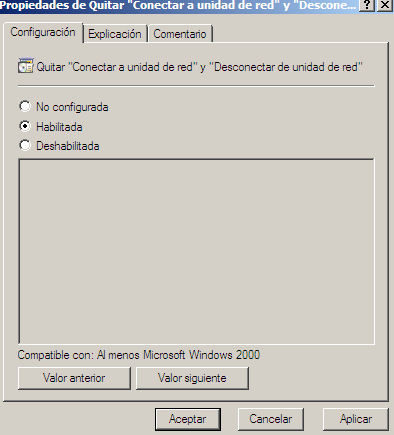 Propiedades de Quitar "Conectar a unidad de red" y "Descone...
Configuración Explicación Comentario
Quitar "Conectar a unidad de red" y "Desconectar de unidad de red"
No configurada
Habilitada
Deshabilitada
Compatible con: Al menos Microsoft Windows 2000
Valor anterior Valor siguiente
Aceptar Cancelar Aplicar